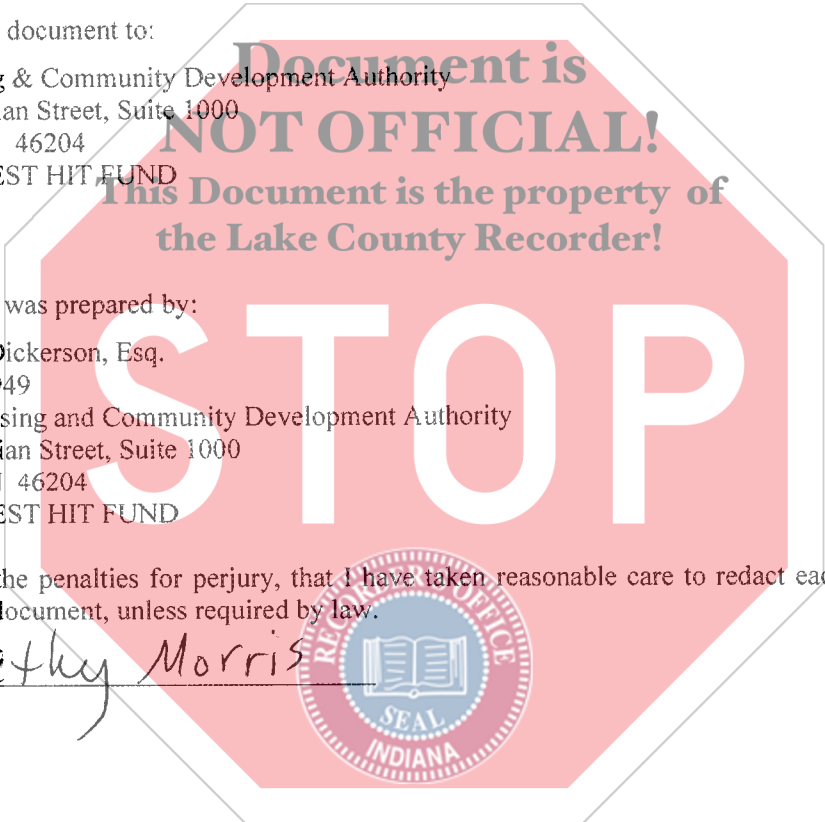 document to:
& Community Development Authority
ian Street, Suite 1000
46204
EST HIT FUND
Document is
NOT OFFICIAL!
This Document is the property of
the Lake County Recorder!
was prepared by:
Dickerson, Esq.
949
sing and Community Development Authority
ian Street, Suite 1000
46204
EST HIT FUND
STOP
the penalties for perjury, that I have taken reasonable care to redact eac
document, unless required by law.
thy Morris
RECORDER'S OFFICE
SEAL
INDIANA